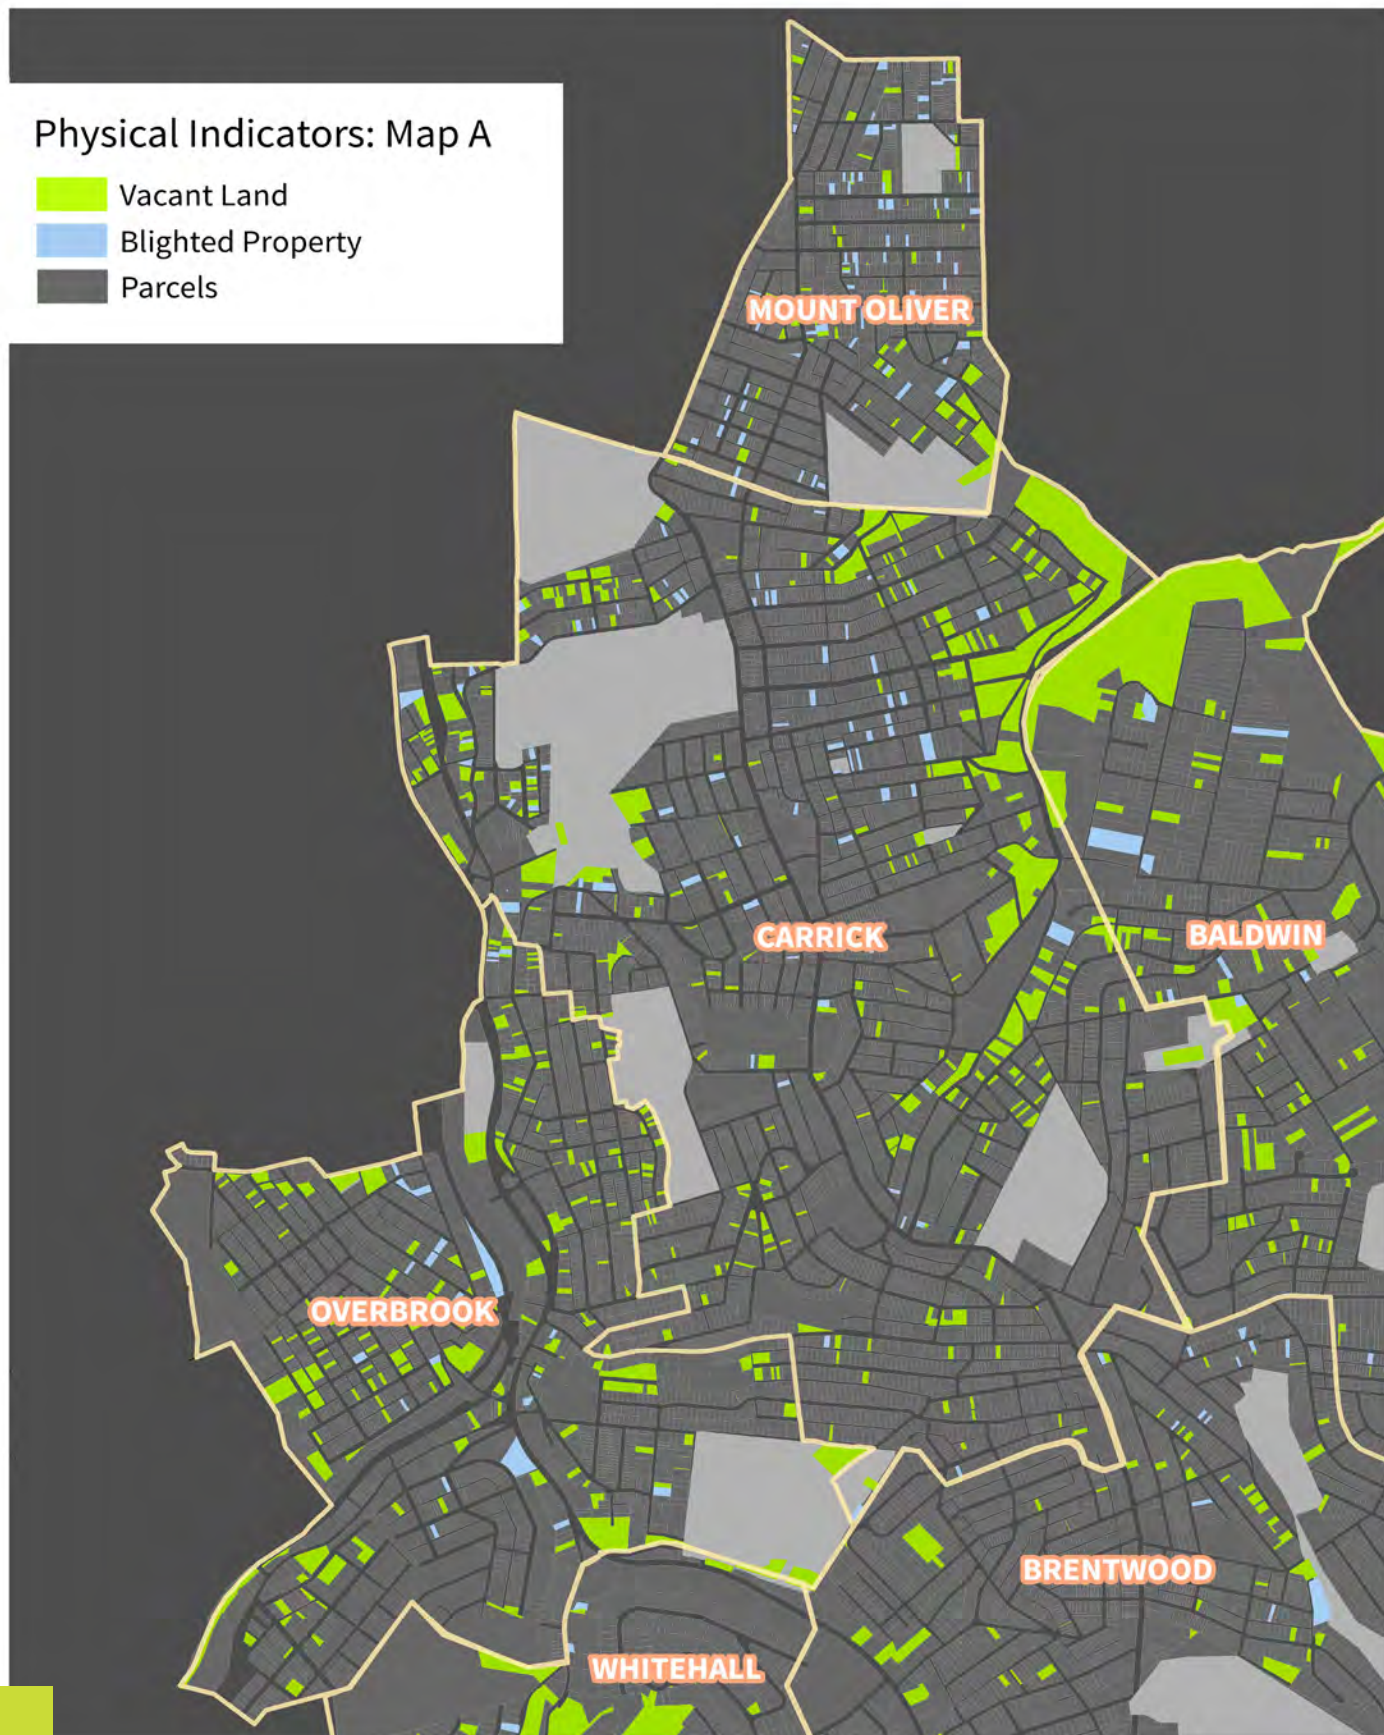 Physical Indicators: Map A
Vacant Land
Blighted Property
Parcels
MOUNT OLIVER
CARRICK
BALDWIN
OVERBROOK
BRENTWOOD
WHITEHALL